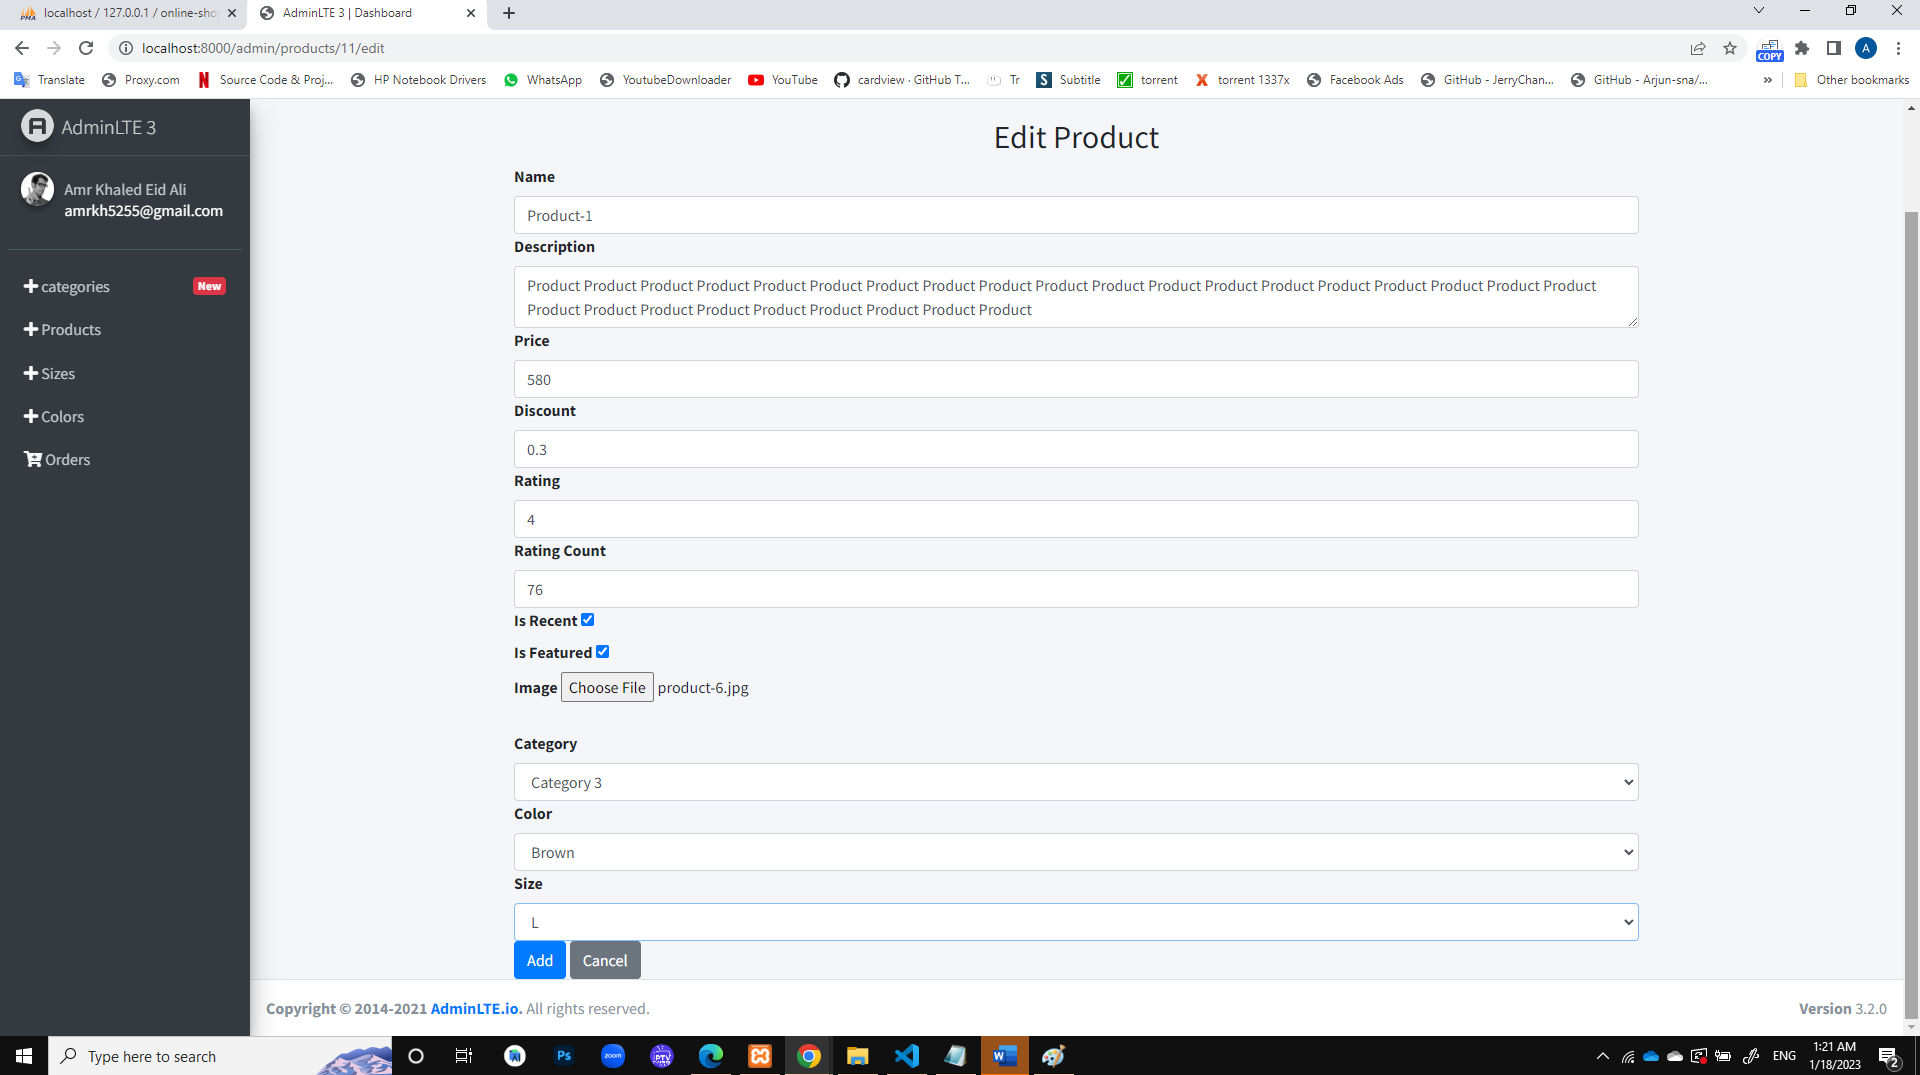 localhost / 127.0.0.1 / online-sho
AdminLTE 3 | Dashboard
localhost:8000/admin/products/11/edit
COPY
A
Translate
Proxy.com
Source Code & Proj...
HP Notebook Drivers
WhatsApp
YoutubeDownloader
YouTube
cardview · GitHub T...
Tr
Subtitle
torrent
torrent 1337x
Facebook Ads
GitHub - JerryChan...
GitHub - Arjun-sna/...
»
Other bookmarks
AdminLTE 3
Amr Khaled Eid Ali
amrkh5255@gmail.com
categories
New
Products
Sizes
Colors
Orders
Edit Product
Name
Product-1
Description
Product Product Product Product Product Product Product Product Product Product Product Product Product Product Product Product Product Product Product
Product Product Product Product Product Product Product Product Product
Price
580
Discount
0.3
Rating
4
Rating Count
76
Is Recent
Is Featured
Image Choose File product-6.jpg
Category
Category 3
Color
Brown
Size
L
Add Cancel
Copyright © 2014-2021 AdminLTE.io. All rights reserved.
Version 3.2.0
Type here to search
Ps
zoom
IPTV
W
ENG
1:21 AM
1/18/2023
2